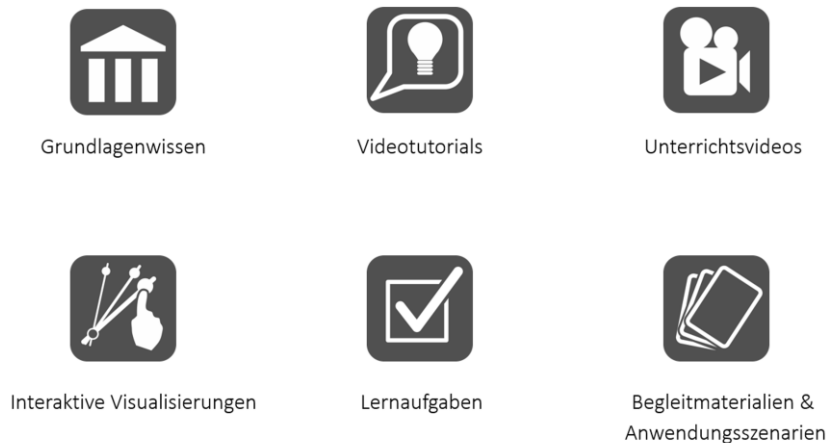 Grundlagenwissen
Videotutorials
Unterrichtsvideos
Interaktive Visualisierungen
Lernaufgaben
Begleitmaterialien &
Anwendungsszenarien